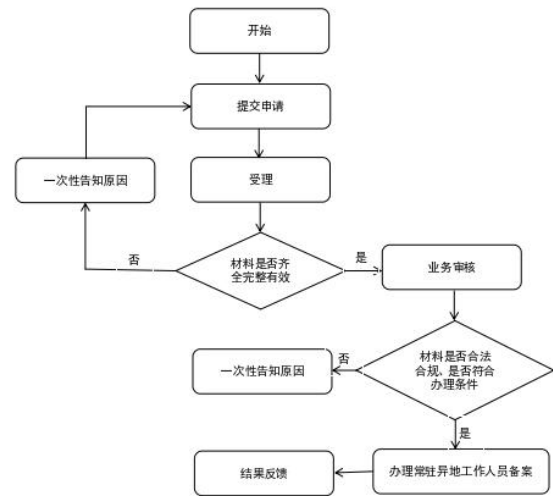 开始
提交申请
一次性告知原因
受理
材料是否齐
全完整有效
否
是
业务审核
材料是否合法
合规、是否符合
办理条件
否
一次性告知原因
是
办理常驻异地工作人员备案
结果反馈